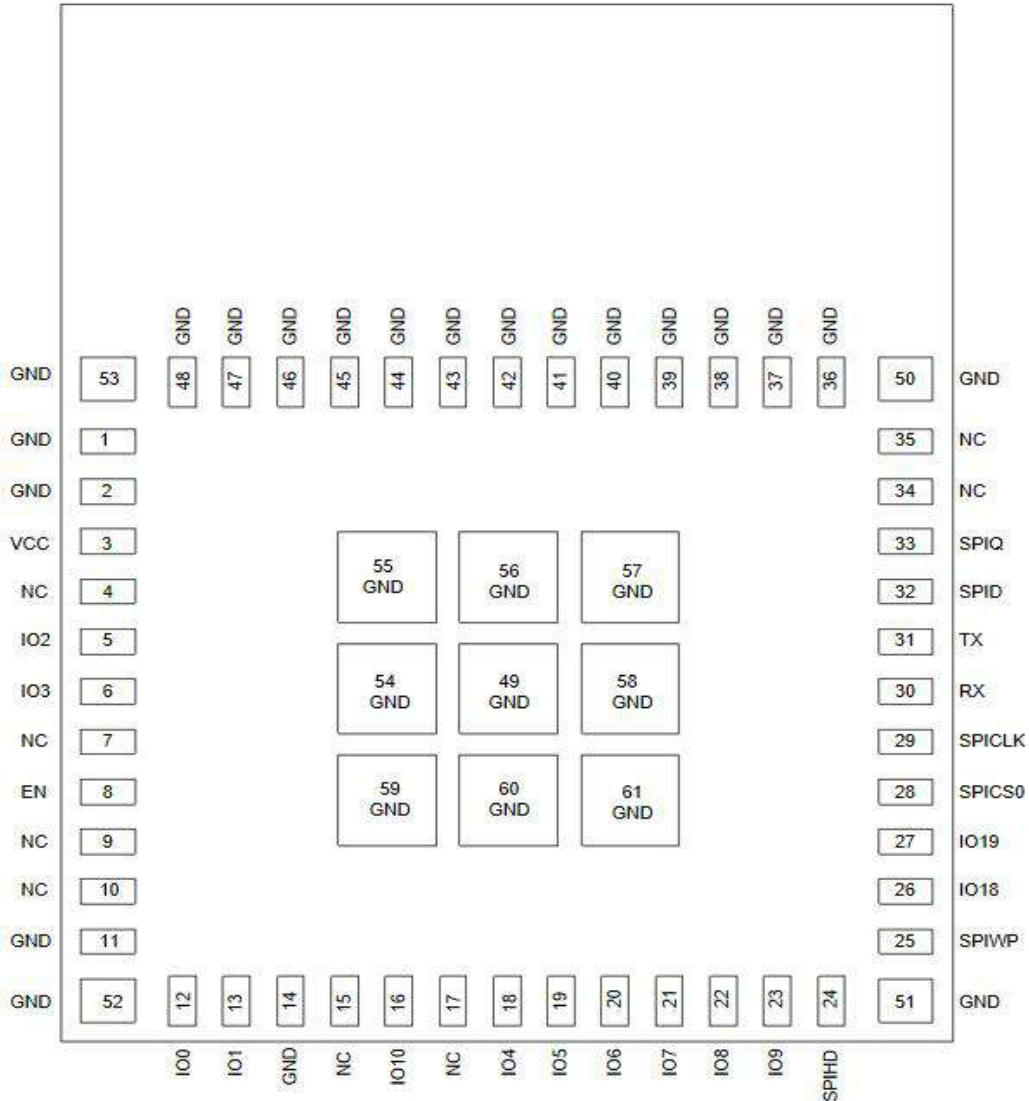 GND GND GND GND GND GND GND GND GND GND GND GND GND
GND 53 48 47 46 45 44 43 42 41 40 39 38 37 36 50 GND
GND 1 35 NC
GND 2 34 NC
VCC 3 33 SPIQ
NC 4 32 SPID
IO2 5 31 TX
IO3 6 30 RX
NC 7 29 SPICLK
EN 8 28 SPICS0
NC 9 27 IO19
NC 10 26 IO18
GND 11 25 SPIWP
55 56 57
GND GND GND
54 49 58
GND GND GND
59 60 61
GND GND GND
GND 52 12 13 14 15 16 17 18 19 20 21 22 23 24 51 GND
IO0 IO1 GND NC IO10 NC IO4 IO5 IO6 IO7 IO8 IO9 SPIHD